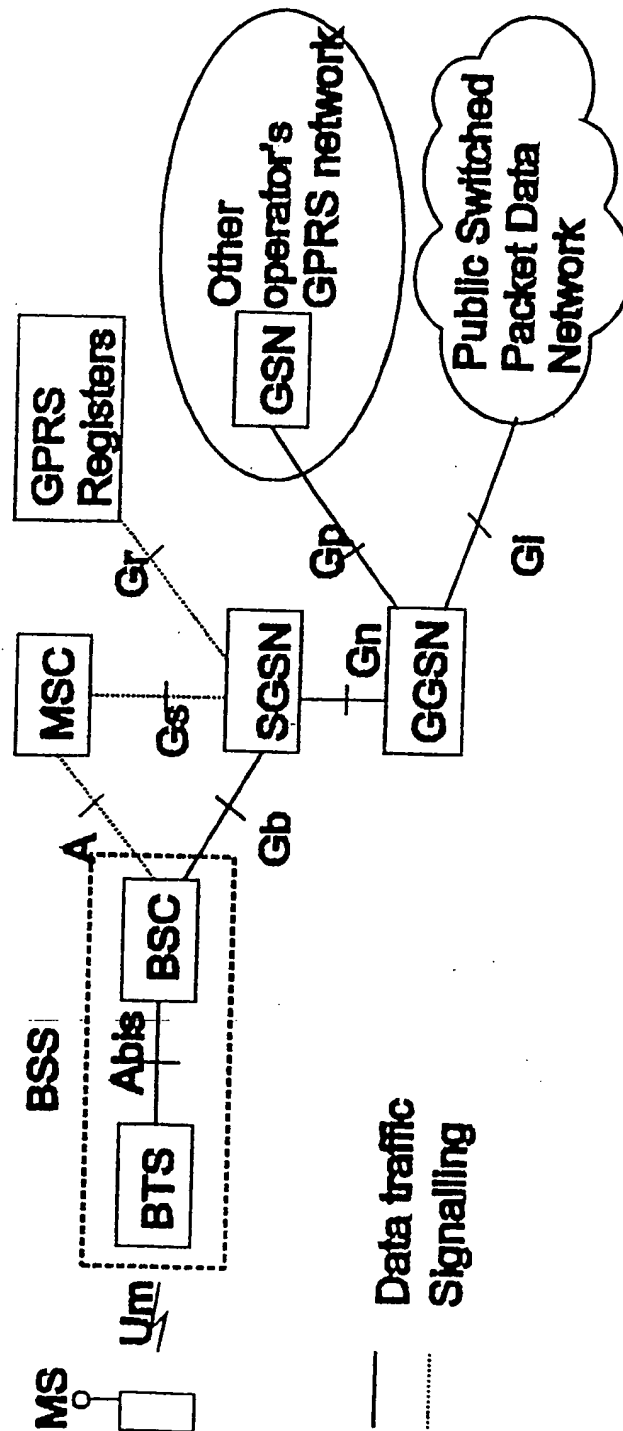 MS
Um
BSS
BTS
Abis
BSC
A
Gb
MSC
Gs
SGSN
Gr
GPRS
Registers
Gn
GGSN
Gp
Gi
GSN
Other
operator's
GPRS network
Public Switched
Packet Data
Network
Data traffic
Signalling